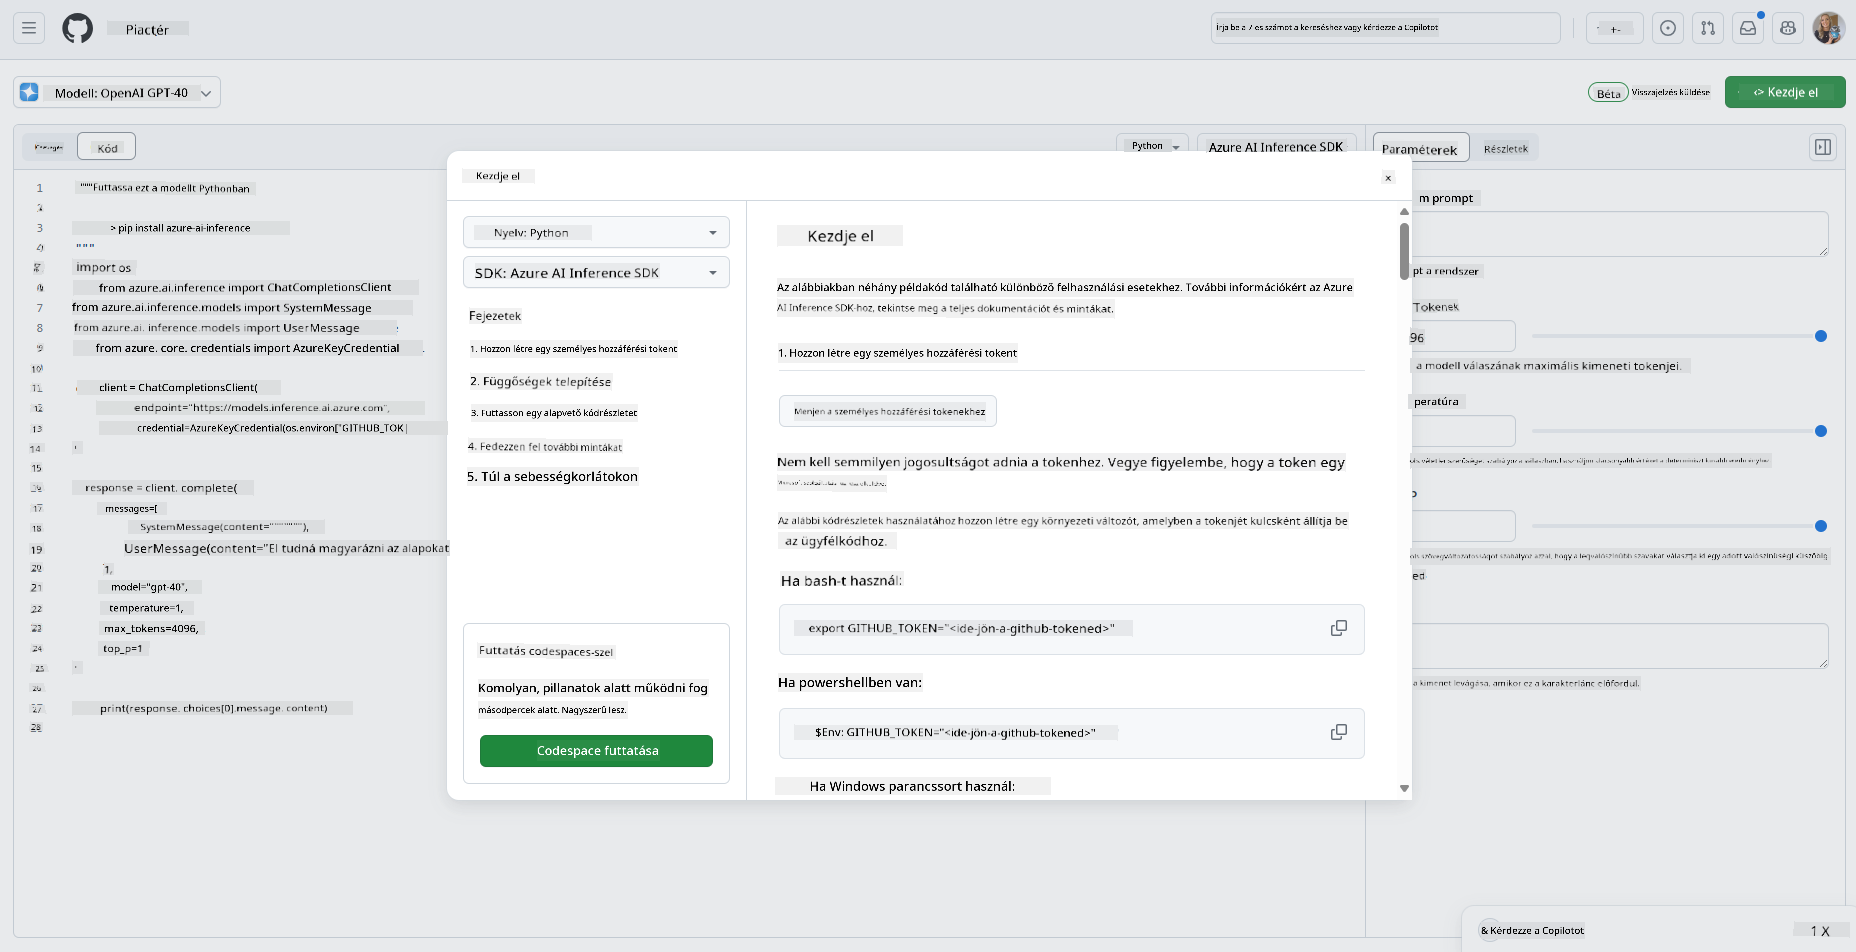 Piactér
írja be a 7-es számot a kereséshez vagy kérdezze a Copilotot
Modell: OpenAI GPT-40
Béta
Visszajelzés küldése
<> Kezdje el
Kód
Python
Azure AI Inference SDK
Paraméterek
Részletek
1 """Futtassa ezt a modellt Pythonban
2
3 > pip install azure-ai-inference
4 """
import os
from azure.ai.inference import ChatCompletionsClient
7 from azure.ai.inference.models import SystemMessage
8 from azure.ai. inference.models import UserMessage
9 from azure. core. credentials import AzureKeyCredential
10
11 client = ChatCompletionsClient(
12 endpoint="https://models.inference.ai.azure.com",
13 credential=AzureKeyCredential(os.environ["GITHUB_TOK
14
15
16 response = client. complete(
17 messages=[
18 SystemMessage(content=""""""""),
19 UserMessage(content="El tudná magyarázni az alapokat
20 1,
21 model="gpt-40",
22 temperature=1,
23 max_tokens=4096,
24 top_p=1
25
26
27 print(response. choices[0].message. content)
28
Kezdje el
x
Nyelv: Python
SDK: Azure AI Inference SDK
Fejezetek
1. Hozzon létre egy személyes hozzáférési tokent
2. Függőségek telepítése
3. Futtasson egy alapvető kódrészletet
4. Fedezzen fel további mintákat
5. Túl a sebességkorlátokon
Futtatás codespaces-szel
Komolyan, pillanatok alatt működni fog
másodpercek alatt. Nagyszerű lesz.
Codespace futtatása
Kezdje el
Az alábbiakban néhány példakód található különböző felhasználási esetekhez. További információkért az Azure
AI Inference SDK-hoz, tekintse meg a teljes dokumentációt és mintákat.
1. Hozzon létre egy személyes hozzáférési tokent
Menjen a személyes hozzáférési tokenekhez
Nem kell semmilyen jogosultságot adnia a tokenhez. Vegye figyelembe, hogy a token egy
Az alábbi kódrészletek használatához hozzon létre egy környezeti változót, amelyben a tokenjét kulcsként állítja be
az ügyfélkódhoz.
Ha bash-t használ:
export GITHUB_TOKEN="<ide-jön-a-github-tokened>"
Ha powershellben van:
$Env: GITHUB_TOKEN="<ide-jön-a-github-tokened>"
Ha Windows parancssort használ:
m prompt
pt a rendszer
Tokenek
96
a modell válaszának maximális kimeneti tokenjei.
peratúra
ed
a kimenet levágása, amikor ez a karakterlánc előfordul.
& Kérdezze a Copilotot
1 X